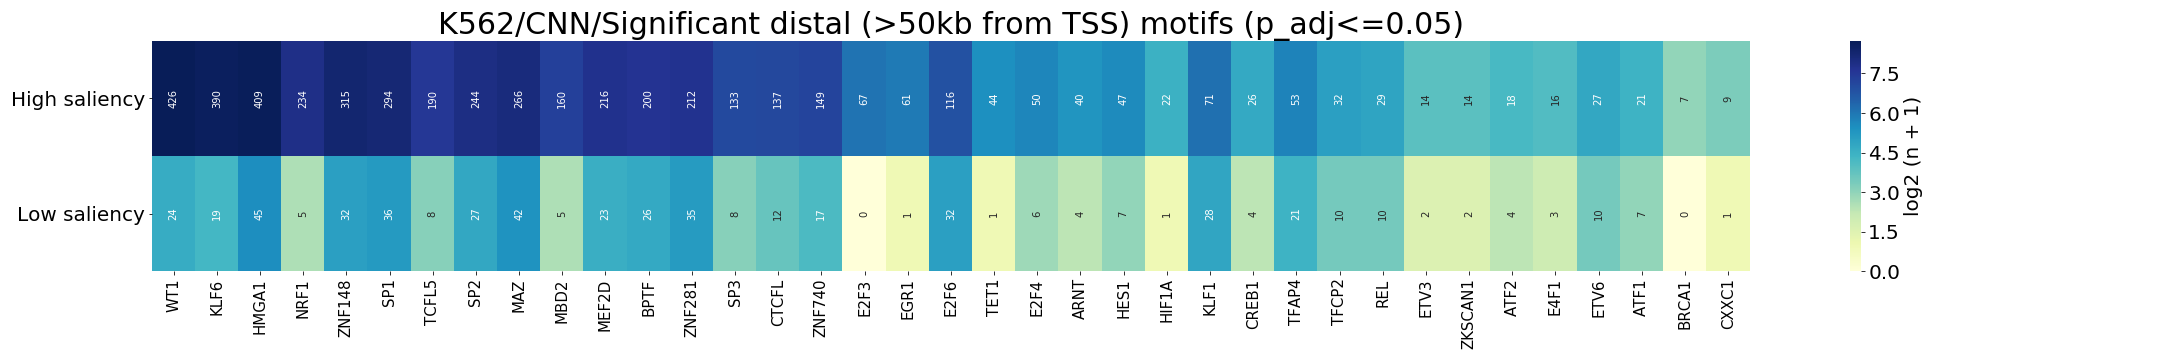 K562/CNN/Significant distal (>50kb from TSS) motifs (p_adj<=0.05)
High saliency 426 390 409 234 315 294 190 244 266 160 216 200 212 133 137 149 67 61 116 44 50 40 47 22 71 26 53 32 29 14 14 18 16 27 21 7 9
Low saliency 24 19 45 5 32 36 8 27 42 5 23 26 35 8 12 17 0 1 32 1 6 4 7 1 28 4 21 10 10 2 2 4 3 10 7 0 1
WT1 KLF6 HMGA1 NRF1 ZNF148 SP1 TCFL5 SP2 MAZ MBD2 MEF2D BPTF ZNF281 SP3 CTCFL ZNF740 E2F3 EGR1 E2F6 TET1 E2F4 ARNT HES1 HIF1A KLF1 CREB1 TFAP4 TFCP2 REL ETV3 ZKSCAN1 ATF2 E4F1 ETV6 ATF1 BRCA1 CXXC1
7.5
6.0
4.5
3.0
1.5
0.0
log2 (n + 1)